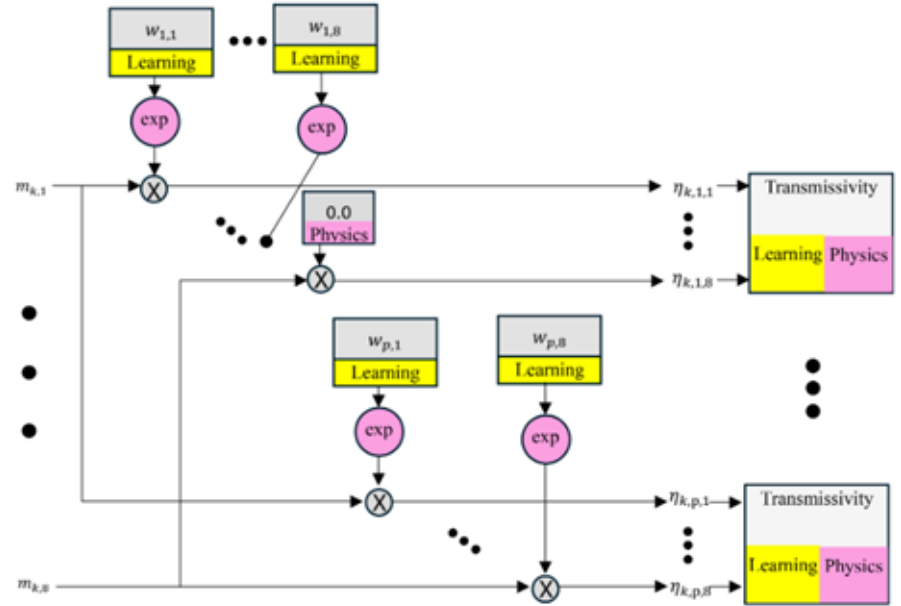 w1,1
w1,8
Learning
Learning
exp
exp
mk,1
X
ηk,1,1
Transmissivity
0.0
Physics
Learning
Physics
X
ηk,1,8
wp,1
wp,8
Learning
Learning
exp
exp
X
ηk,p,1
Transmissivity
Learning
Physics
mk,8
X
ηk,p,8